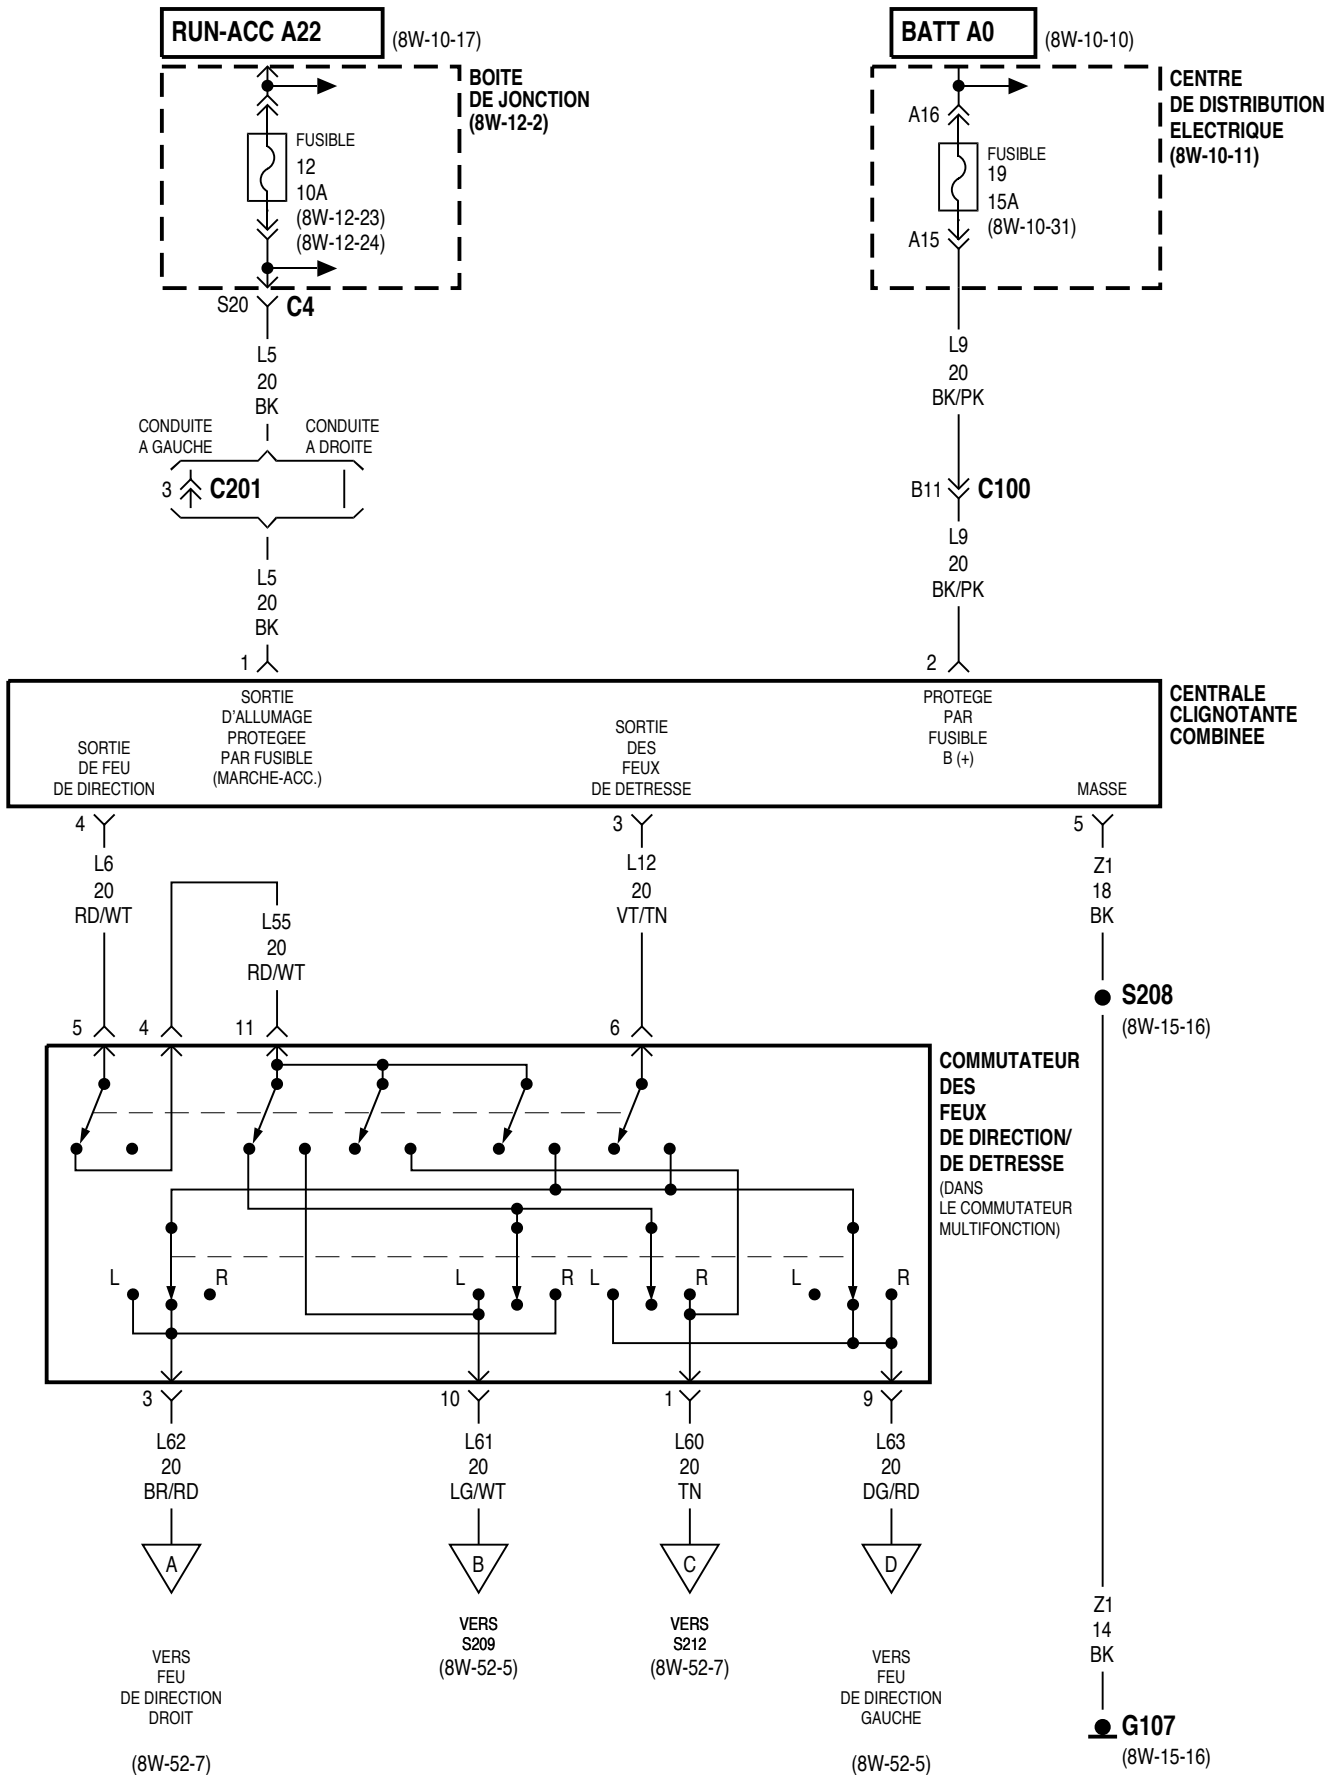 RUN-ACC A22
(8W-10-17)
BATT A0
(8W-10-10)
BOITE
DE JONCTION
(8W-12-2)
FUSIBLE
12
10A
(8W-12-23)
(8W-12-24)
S20
C4
CENTRE
DE DISTRIBUTION
ELECTRIQUE
(8W-10-11)
A16
FUSIBLE
19
15A
(8W-10-31)
A15
L5
20
BK
L9
20
BK/PK
CONDUITE
A GAUCHE
CONDUITE
A DROITE
3
C201
B11
C100
L5
20
BK
L9
20
BK/PK
1
2
SORTIE
DE FEU
DE DIRECTION
SORTIE
D'ALLUMAGE
PROTEGEE
PAR FUSIBLE
(MARCHE-ACC.)
SORTIE
DES
FEUX
DE DETRESSE
PROTEGE
PAR
FUSIBLE
B (+)
MASSE
CENTRALE
CLIGNOTANTE
COMBINEE
4
3
5
L6
20
RD/WT
L55
20
RD/WT
L12
20
VT/TN
Z1
18
BK
S208
(8W-15-16)
5
4
11
6
COMMUTATEUR
DES
FEUX
DE DIRECTION/
DE DETRESSE
(DANS
LE COMMUTATEUR
MULTIFONCTION)
L
R
L
R
L
R
L
R
3
10
1
9
L62
20
BR/RD
L61
20
LG/WT
L60
20
TN
L63
20
DG/RD
A
B
C
D
VERS
FEU
DE DIRECTION
DROIT
(8W-52-7)
VERS
S209
(8W-52-5)
VERS
S212
(8W-52-7)
VERS
FEU
DE DIRECTION
GAUCHE
(8W-52-5)
Z1
14
BK
G107
(8W-15-16)